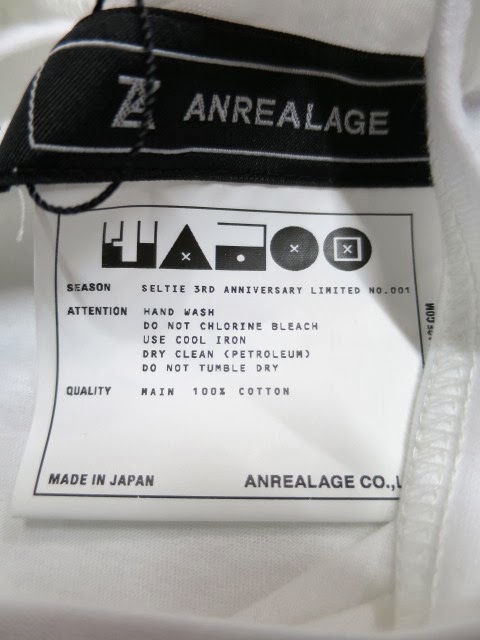 ANREALAGE
SEASON SELTIE 3RD ANNIVERSARY LIMITED NO.001
ATTENTION HAND WASH
DO NOT CHLORINE BLEACH
USE COOL IRON
DRY CLEAN (PETROLEUM)
DO NOT TUMBLE DRY
QUALITY MAIN 100% COTTON
MADE IN JAPAN ANREALAGE CO.,